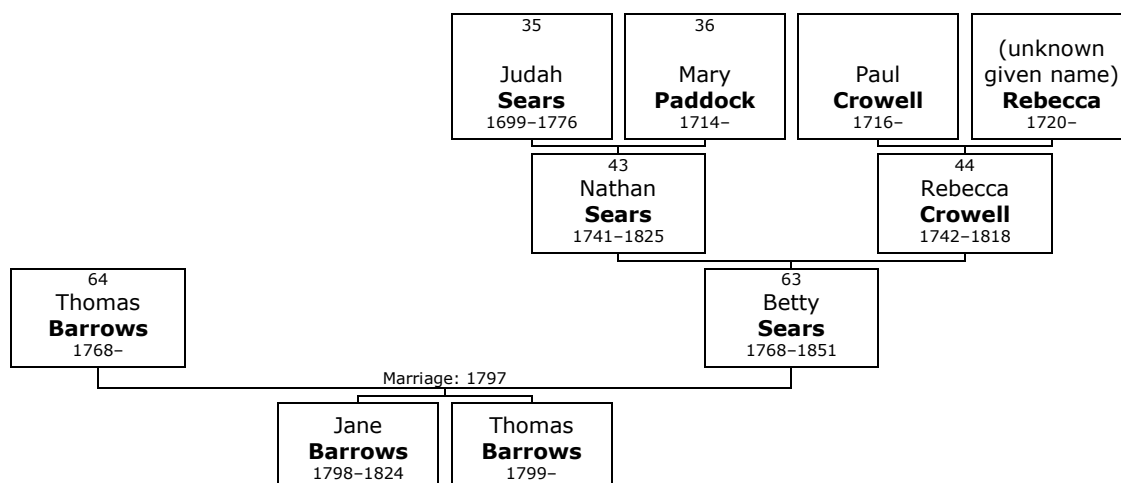 35
Judah
Sears
1699–1776
36
Mary
Paddock
1714–
Paul
Crowell
1716–
(unknown
given name)
Rebecca
1720–
43
Nathan
Sears
1741–1825
44
Rebecca
Crowell
1742–1818
64
Thomas
Barrows
1768–
63
Betty
Sears
1768–1851
Marriage: 1797
Jane
Barrows
1798–1824
Thomas
Barrows
1799–